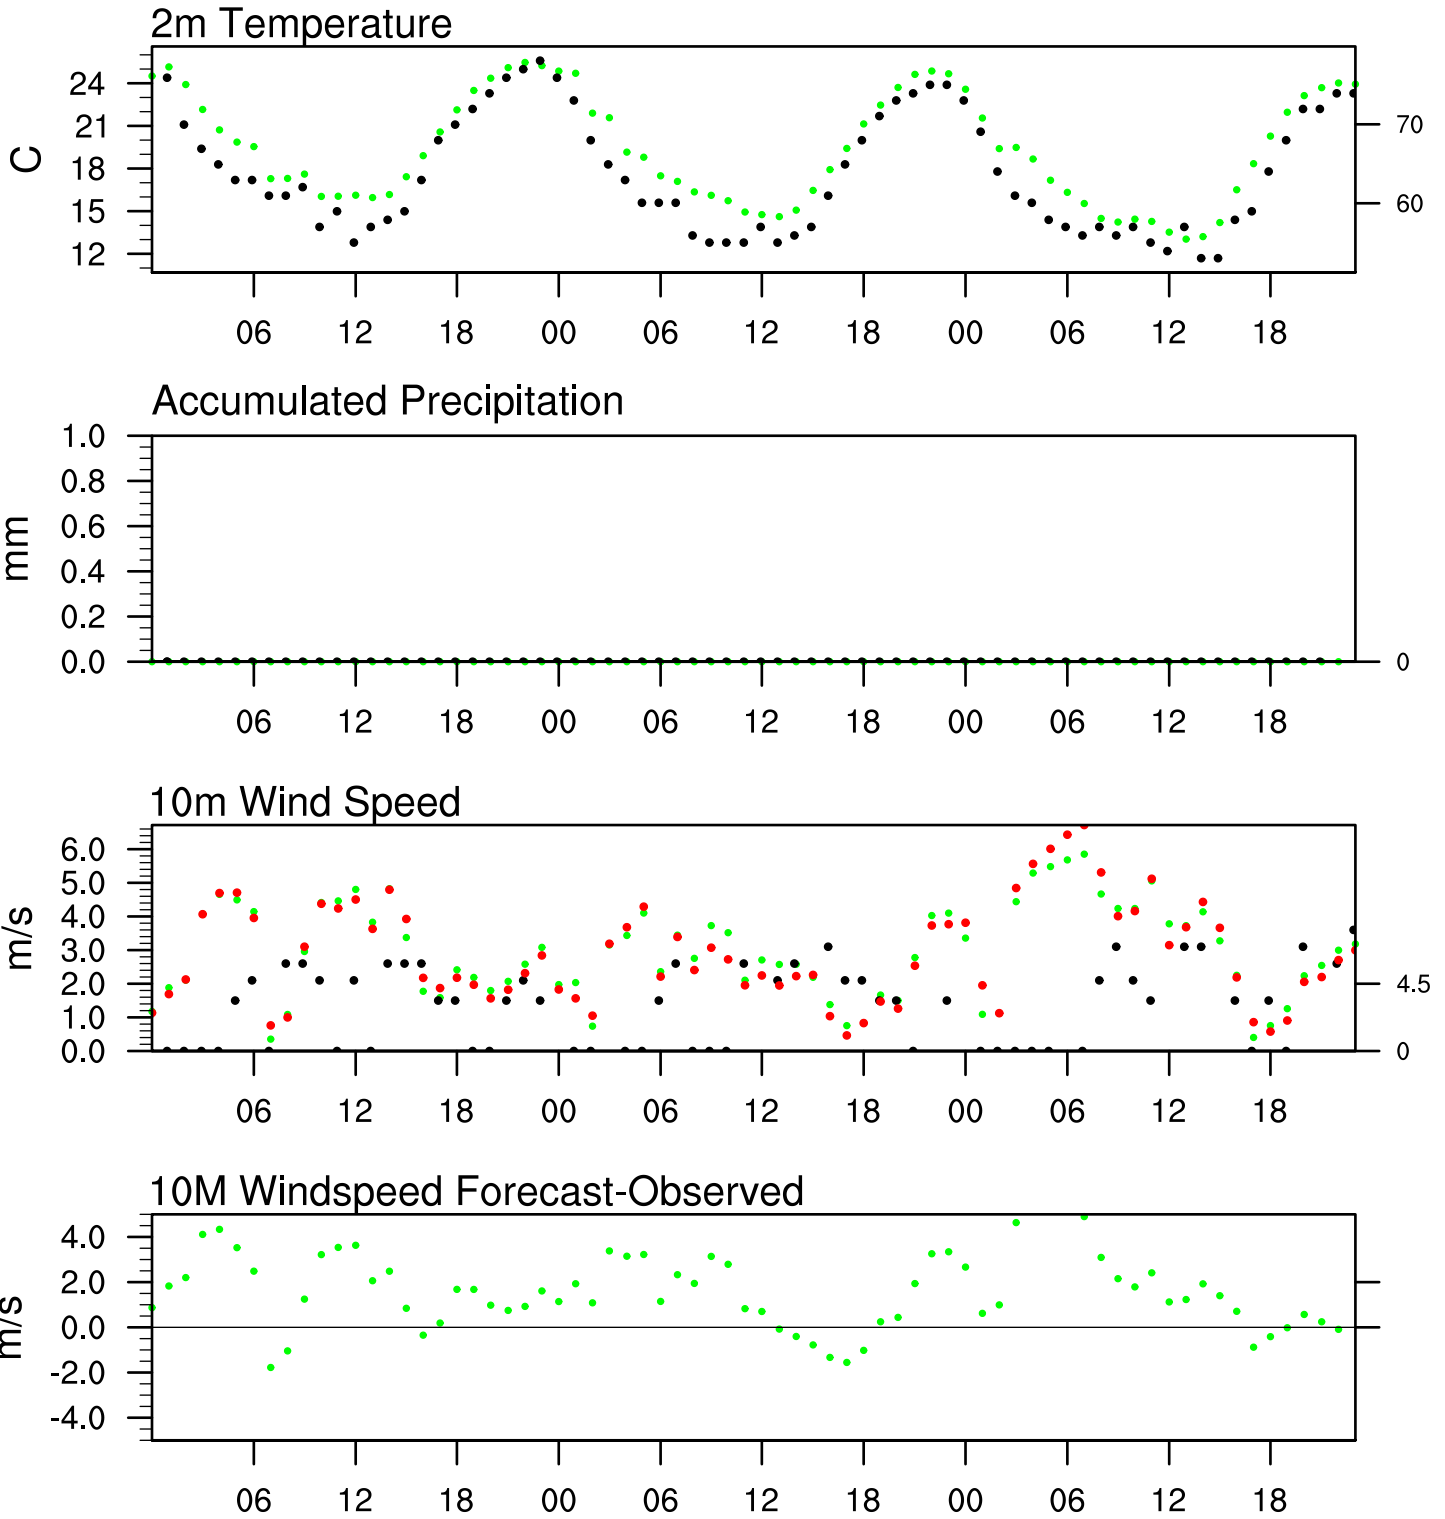 2m Temperature
C
24
21
18
15
12
70
60
06 12 18 00 06 12 18 00 06 12 18
Accumulated Precipitation
mm
1.0
0.8
0.6
0.4
0.2
0.0
0
06 12 18 00 06 12 18 00 06 12 18
10m Wind Speed
m/s
6.0
5.0
4.0
3.0
2.0
1.0
0.0
4.5
0
06 12 18 00 06 12 18 00 06 12 18
10M Windspeed Forecast-Observed
m/s
4.0
2.0
0.0
-2.0
-4.0
06 12 18 00 06 12 18 00 06 12 18